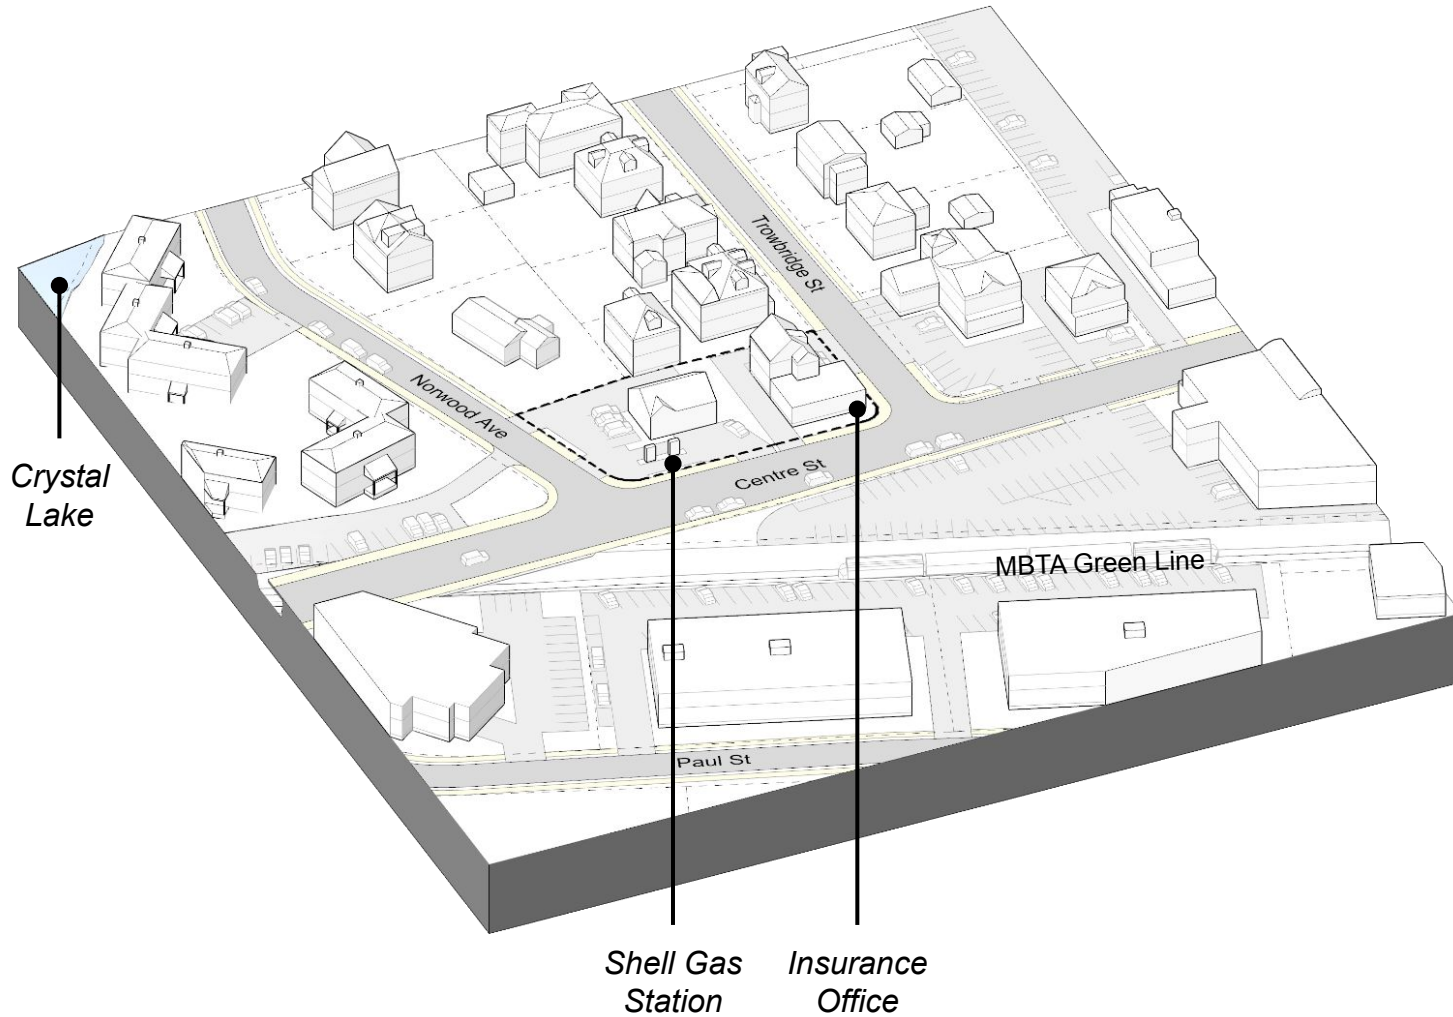 Trowbridge St
Norwood Ave
Centre St
Crystal
Lake
MBTA Green Line
Paul St
Shell Gas
Station
Insurance
Office